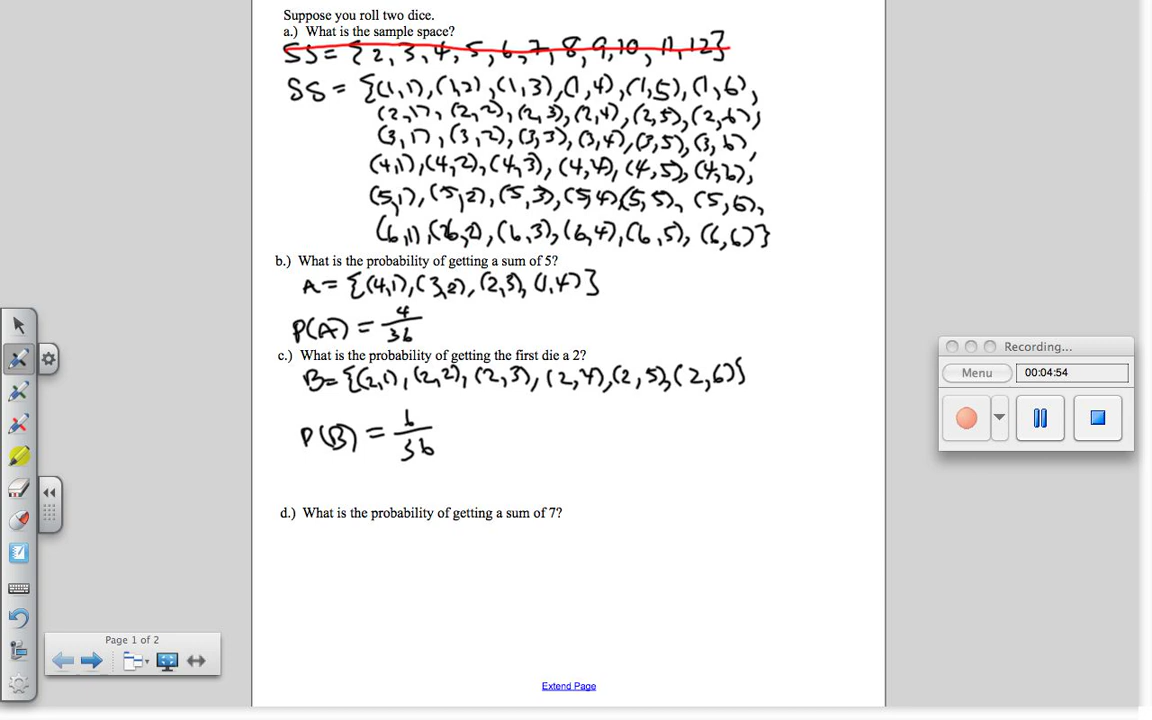 Suppose you roll two dice.
a.) What is the sample space?
SS = {2, 3, 4, 5, 6, 7, 8, 9, 10, 11, 12}
SS = {(1,1), (1,2), (1,3), (1,4), (1,5), (1,6),
(2,1), (2,2), (2,3), (2,4), (2,5), (2,6),
(3,1), (3,2), (3,3), (3,4), (3,5), (3,6),
(4,1), (4,2), (4,3), (4,4), (4,5), (4,6),
(5,1), (5,2), (5,3), (5,4) (5,5), (5,6),
(6,1), (6,2), (6,3), (6,4), (6,5), (6,6)}
b.) What is the probability of getting a sum of 5?
A = {(4,1), (3,2), (2,3), (1,4)}
P(A) = 4/36
c.) What is the probability of getting the first die a 2?
B = {(2,1), (2,2), (2,3), (2,4), (2,5), (2,6)}
P(B) = 6/36
d.) What is the probability of getting a sum of 7?
Extend Page
Page 1 of 2
Recording...
Menu
00:04:54